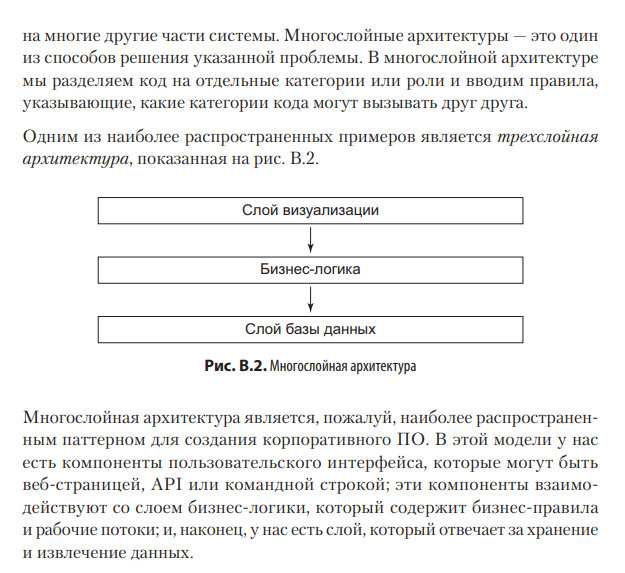 на многие другие части системы. Многослойные архитектуры — это один
из способов решения указанной проблемы. В многослойной архитектуре
мы разделяем код на отдельные категории или роли и вводим правила,
указывающие, какие категории кода могут вызывать друг друга.
Одним из наиболее распространенных примеров является трехслойная
архитектура, показанная на рис. В.2.
Слой визуализации
Бизнес-логика
Слой базы данных
Рис. В.2. Многослойная архитектура
Многослойная архитектура является, пожалуй, наиболее распространен-
ным паттерном для создания корпоративного ПО. В этой модели у нас
есть компоненты пользовательского интерфейса, которые могут быть
веб-страницей, API или командной строкой; эти компоненты взаимо-
действуют со слоем бизнес-логики, который содержит бизнес-правила
и рабочие потоки; и, наконец, у нас есть слой, который отвечает за хранение
и извлечение данных.